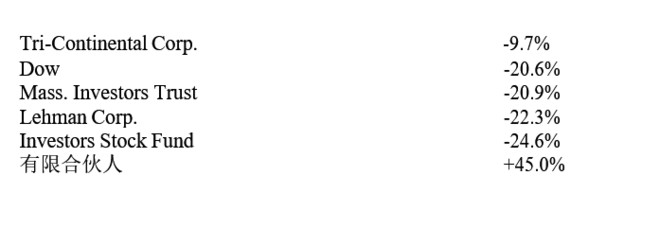 Tri-Continental Corp. -9.7%
Dow -20.6%
Mass. Investors Trust -20.9%
Lehman Corp. -22.3%
Investors Stock Fund -24.6%
有限合伙人 +45.0%